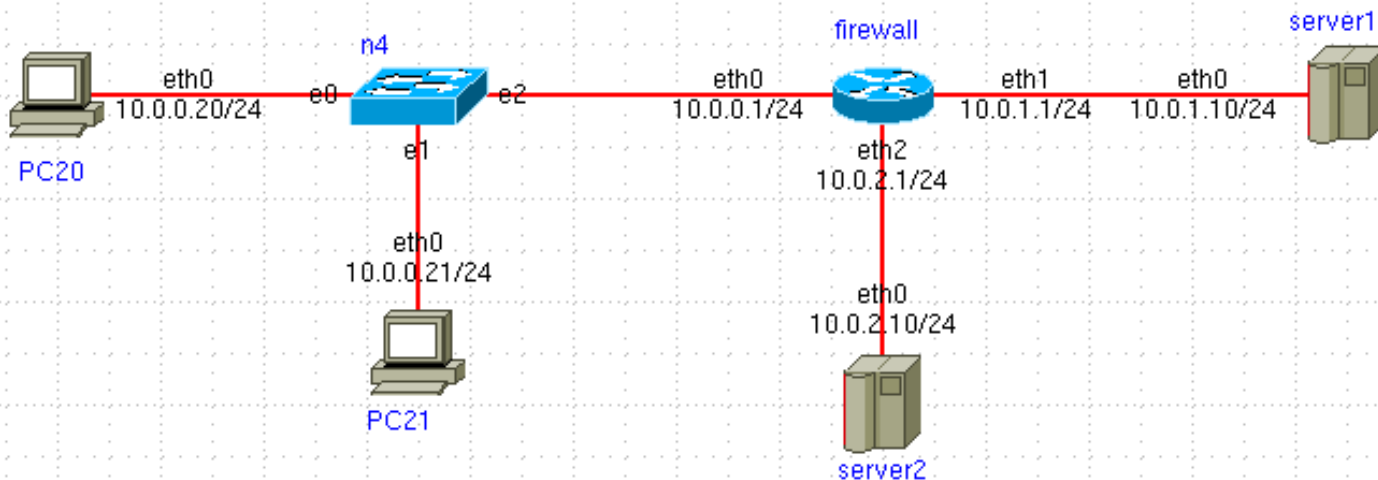 server1
firewall
n4
eth0
10.0.0.20/24
e0
e2
eth0
10.0.0.1/24
eth1
10.0.1.1/24
eth0
10.0.1.10/24
PC20
e1
eth2
10.0.2.1/24
eth0
10.0.0.21/24
eth0
10.0.2.10/24
PC21
server2